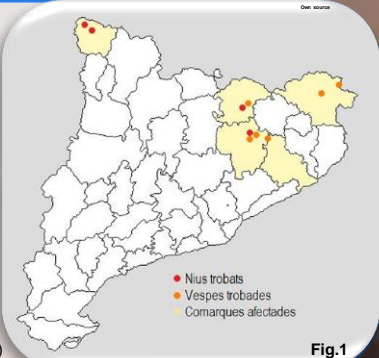 Own source
Nius trobats
Vespes trobades
Comarques afectades
)
Fig.1